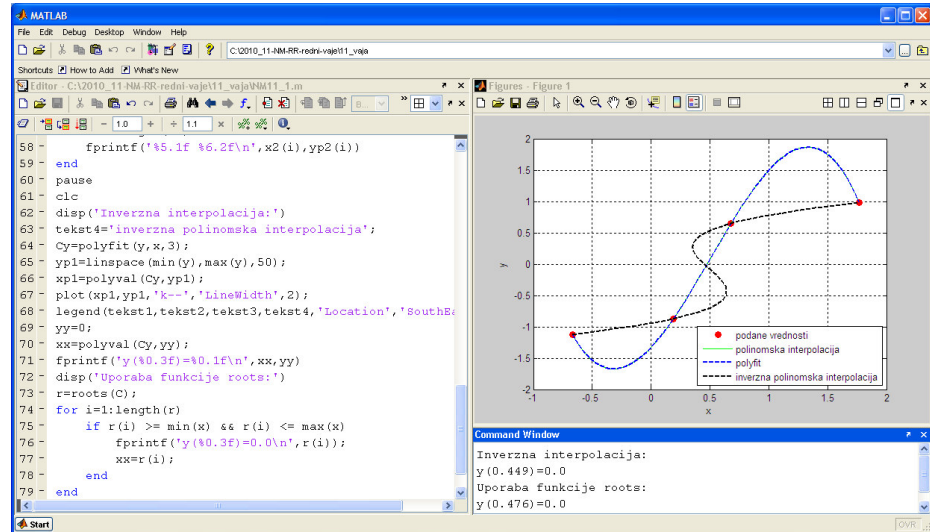 MATLAB
File Edit Debug Desktop Window Help
C:\2010_11-NM-RR-redni-vaje\11_vaja
Shortcuts How to Add What's New
Editor - C:\2010_11-NM-RR-redni-vaje\11_vaja\NM11_1.m
1.0 1.1
58 fprintf('%5.1f %6.2f\n',x2(i),yp2(i))
59 end
60 pause
61 clc
62 disp('Inverzna interpolacija:')
63 tekst4='inverzna polinomska interpolacija';
64 Cy=polyfit(y,x,3);
65 yp1=linspace(min(y),max(y),50);
66 xp1=polyval(Cy,yp1);
67 plot(xp1,yp1,'k--','LineWidth',2);
68 legend(tekst1,tekst2,tekst3,tekst4,'Location','SouthEa
69 yy=0;
70 xx=polyval(Cy,yy);
71 fprintf('y(%0.3f)=%0.1f\n',xx,yy)
72 disp('Uporaba funkcije roots:')
73 r=roots(C);
74 for i=1:length(r)
75 if r(i) >= min(x) && r(i) <= max(x)
76 fprintf('y(%0.3f)=0.0\n',r(i));
77 xx=r(i);
78 end
79 end
Figures - Figure 1
2
1.5
1
0.5
0
-0.5
-1
-1.5
-2
y
-1 -0.5 0 0.5 1 1.5 2
x
podane vrednosti
polinomska interpolacija
polyfit
inverzna polinomska interpolacija
Command Window
Inverzna interpolacija:
y(0.449)=0.0
Uporaba funkcije roots:
y(0.476)=0.0
Start
OVR